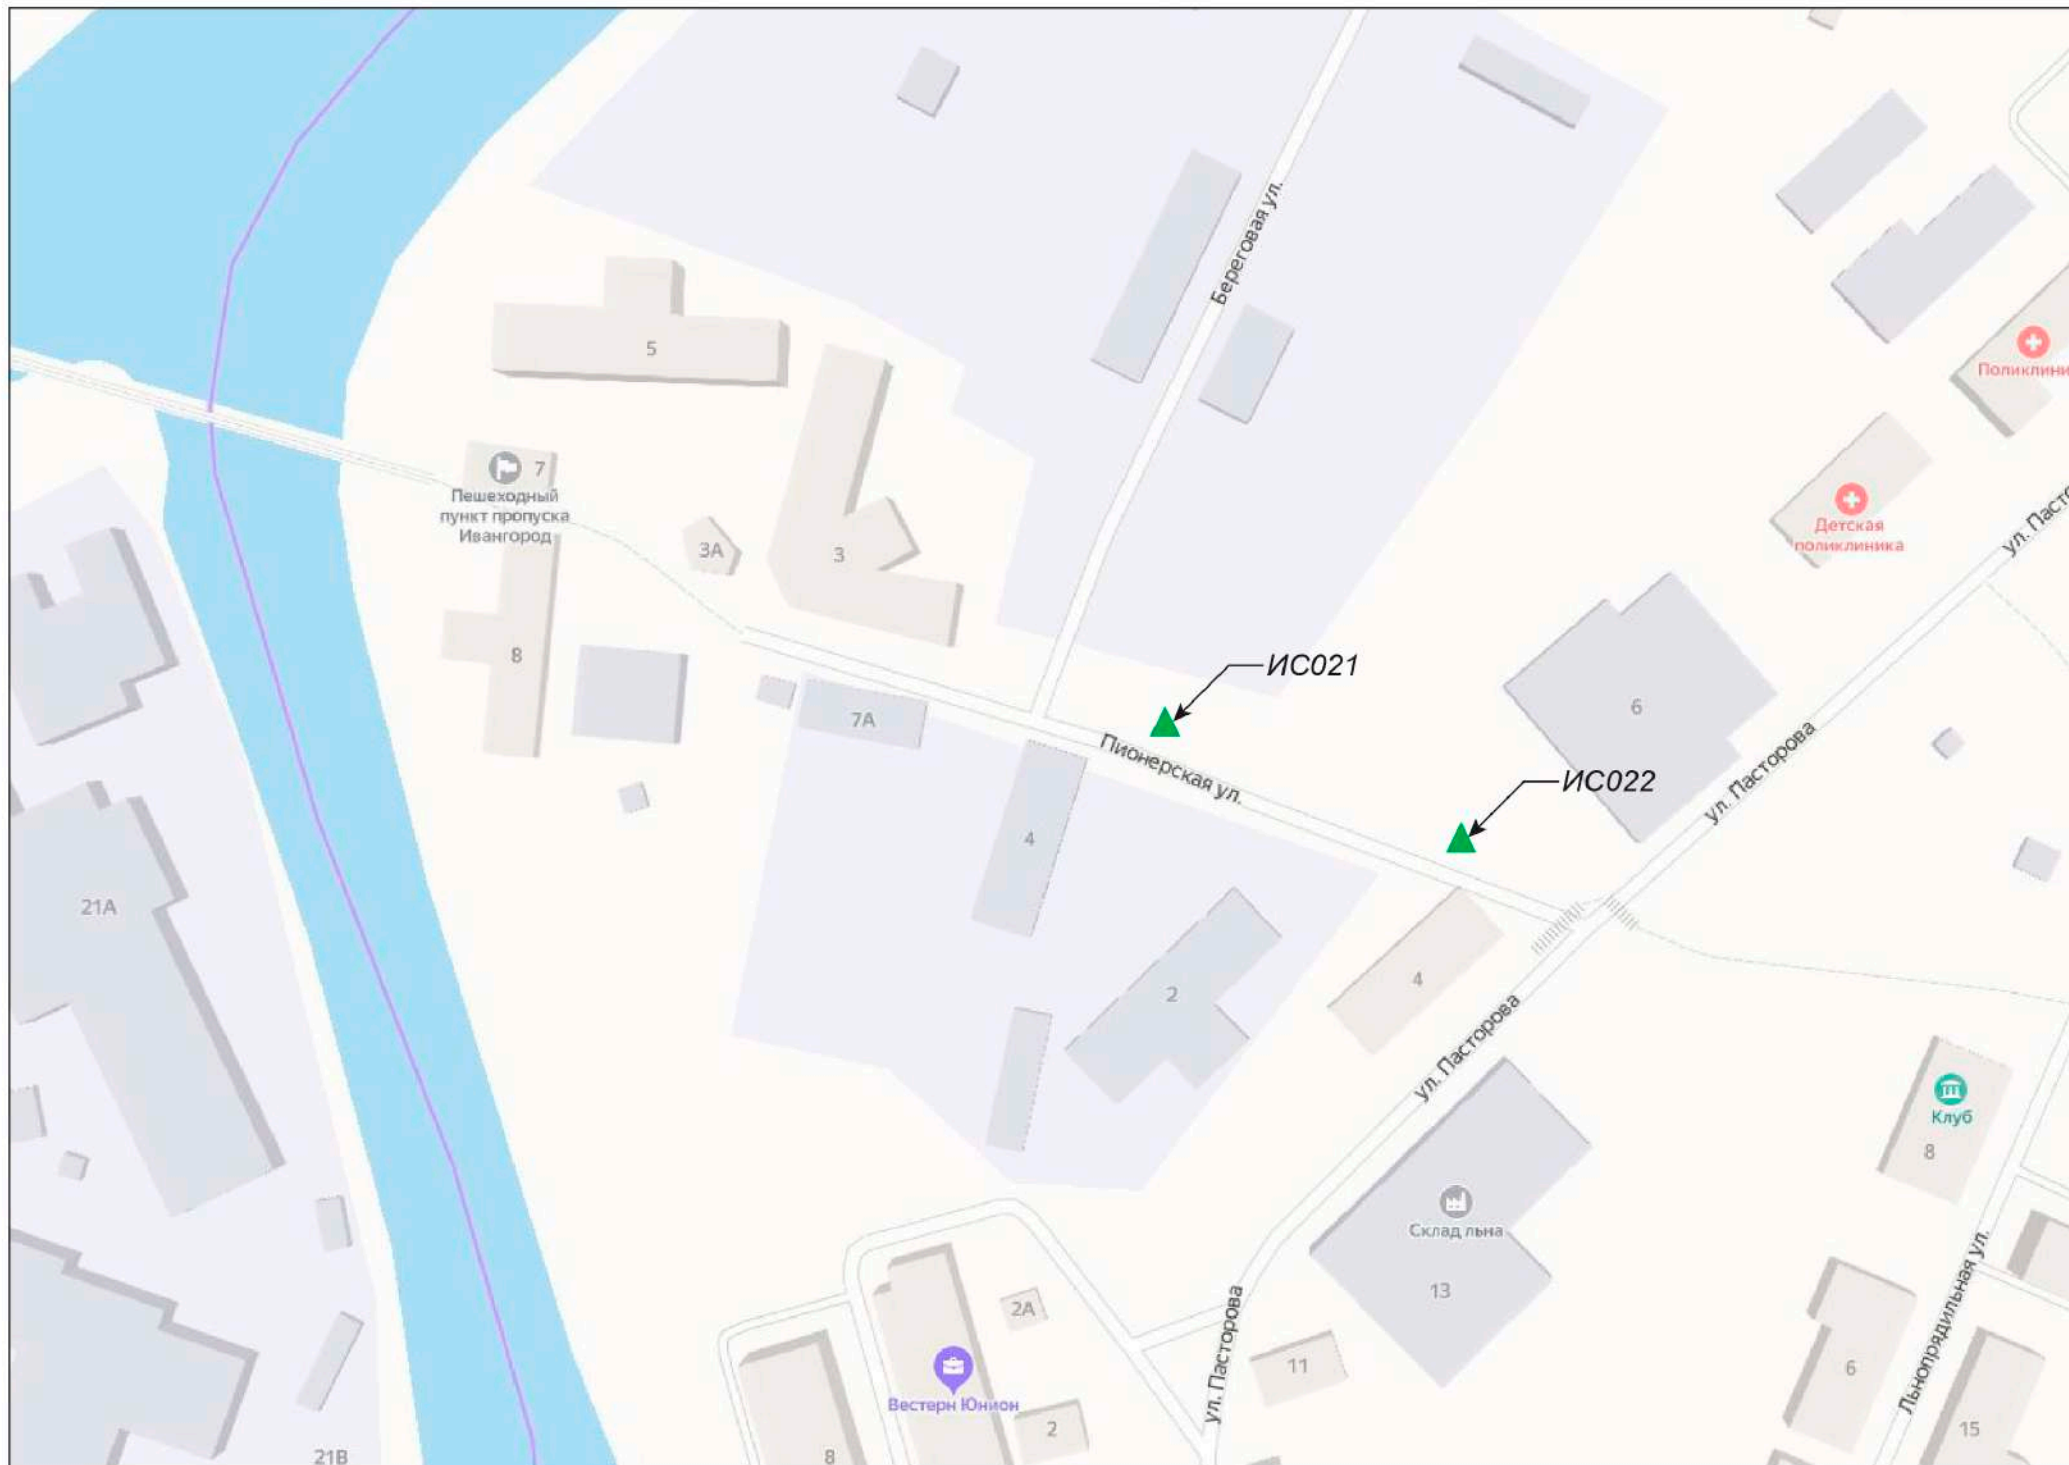 Береговая ул.
5
Поликлини
7
Пешеходный
пункт пропуска
Ивангород
3А
3
Детская
поликлиника
ул. Пасто
8
7А
ИС021
6
Пионерская ул.
ИС022
ул. Пасторова
4
21А
2
4
ул. Пасторова
Клуб
8
Склад льна
13
2А
ул. Пасторова
11
Вестерн Юнион
2
6
Льнопрядильная ул.
15
21В
8